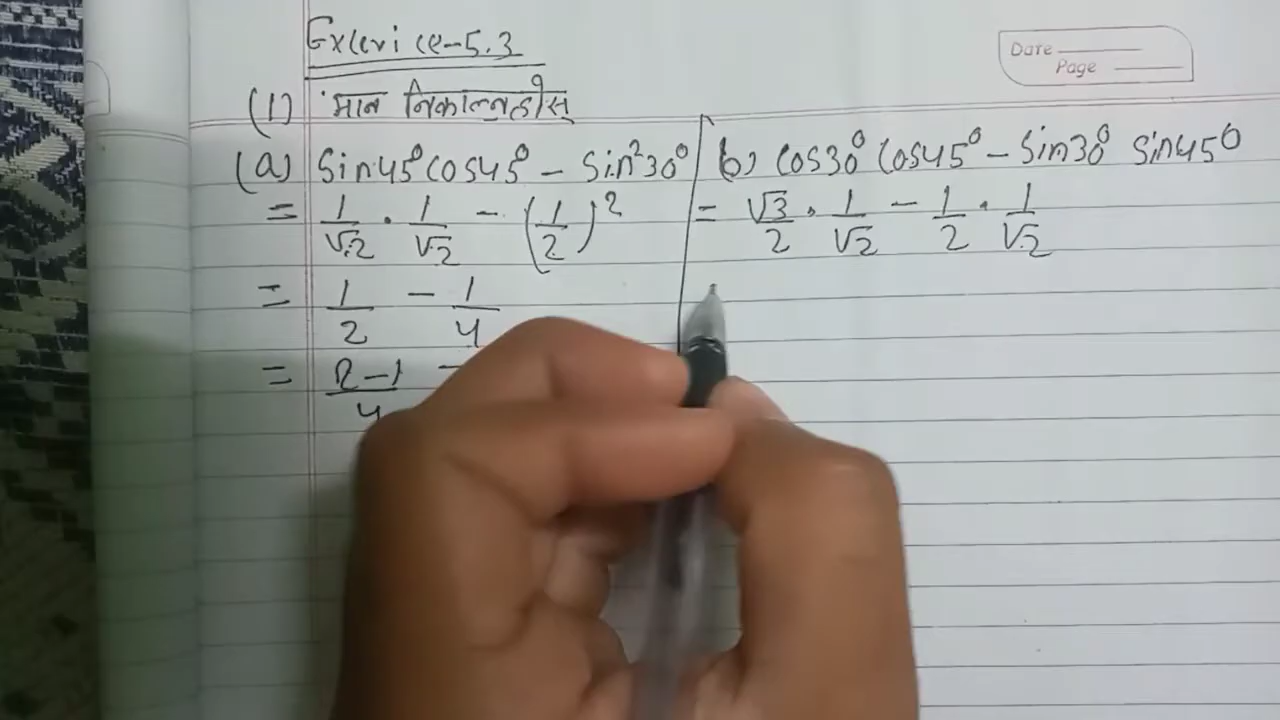 Exercise-5.3
Date
Page
(1) मान निकाल्नुहोस्
(a) sin45° cos45° - sin²30°
= 1/√2 . 1/√2 - (1/2)²
= 1/2 - 1/4
= 2-1/4 =
b) cos30° cos45° - sin30° sin45°
= √3/2 . 1/√2 - 1/2 . 1/√2